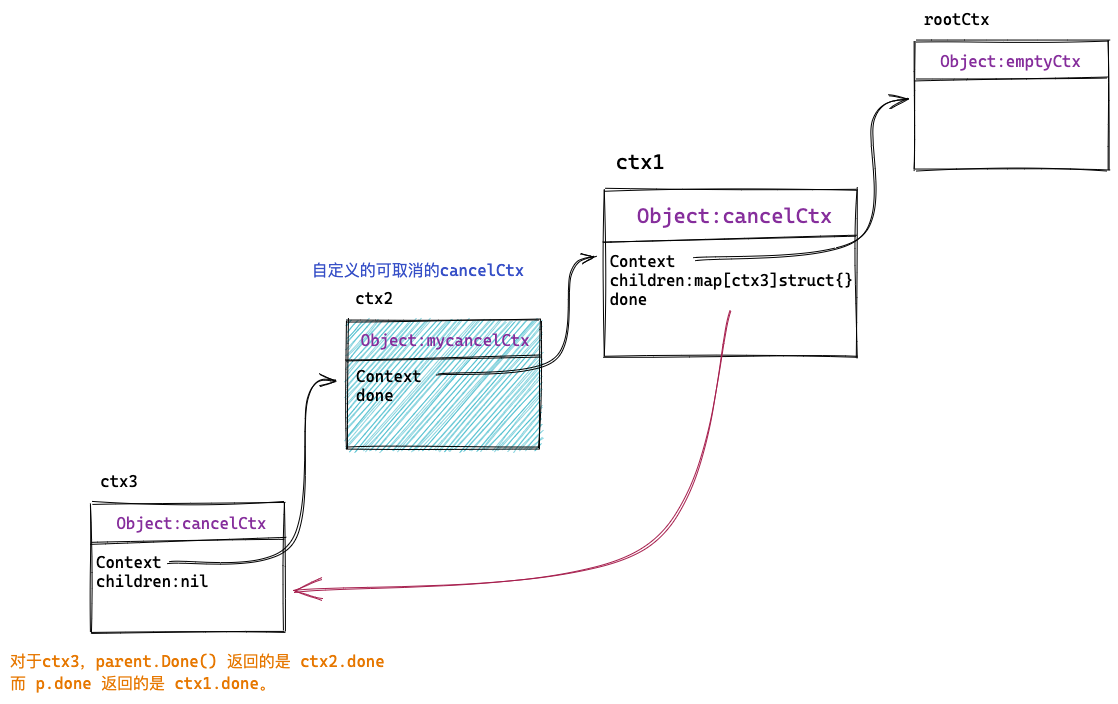 rootCtx
Object:emptyCtx
ctx1
Object:cancelCtx
Context
children:map[ctx3]struct{}
done
自定义的可取消的cancelCtx
ctx2
Object:mycancelCtx
Context
done
ctx3
Object:cancelCtx
Context
children:nil
对于ctx3，parent.Done() 返回的是 ctx2.done
而 p.done 返回的是 ctx1.done。